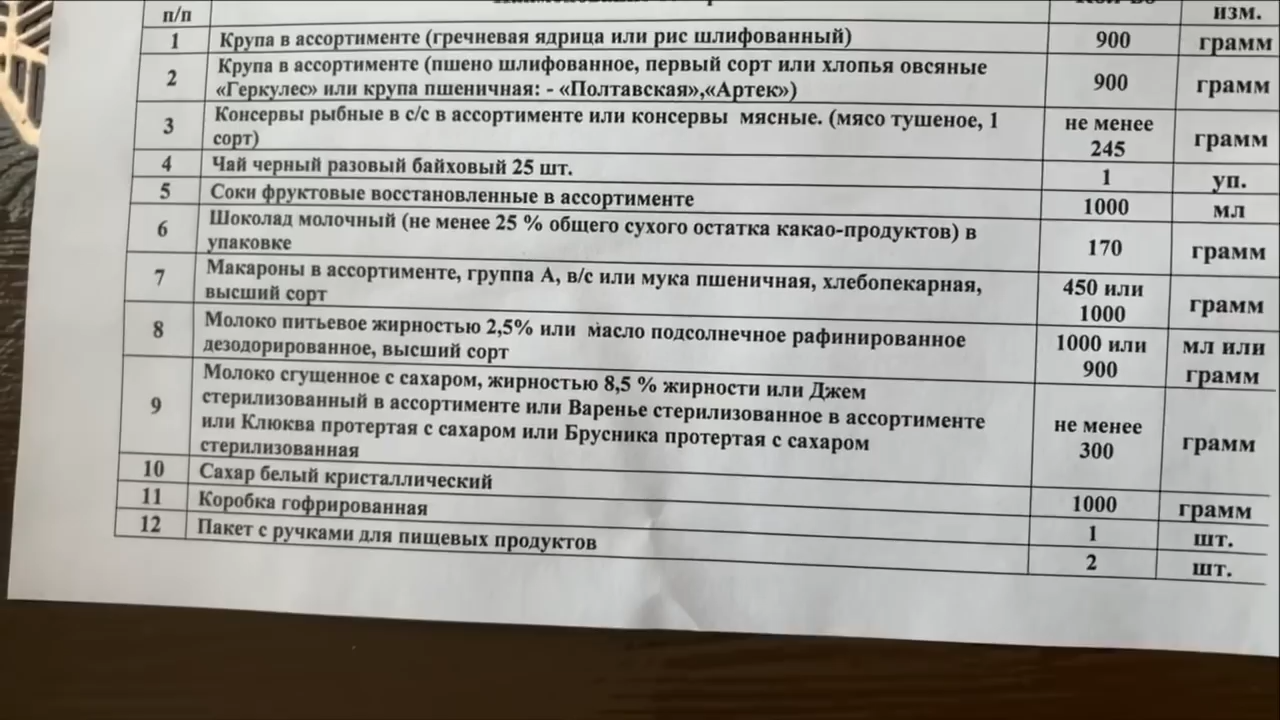 п/п изм.
1 Крупа в ассортименте (гречневая ядрица или рис шлифованный) 900 грамм
2 Крупа в ассортименте (пшено шлифованное, первый сорт или хлопья овсяные
«Геркулес» или крупа пшеничная: - «Полтавская»,«Артек») 900 грамм
3 Консервы рыбные в с/с в ассортименте или консервы мясные. (мясо тушеное, 1
сорт) не менее
245 грамм
4 Чай черный разовый байховый 25 шт. 1 уп.
5 Соки фруктовые восстановленные в ассортименте 1000 мл
6 Шоколад молочный (не менее 25 % общего сухого остатка какао-продуктов) в
упаковке 170 грамм
7 Макароны в ассортименте, группа А, в/с или мука пшеничная, хлебопекарная,
высший сорт 450 или
1000 грамм
8 Молоко питьевое жирностью 2,5% или масло подсолнечное рафинированное
дезодорированное, высший сорт 1000 или
900 мл или
грамм
9 Молоко сгущенное с сахаром, жирностью 8,5 % жирности или Джем
стерилизованный в ассортименте или Варенье стерилизованное в ассортименте
или Клюква протертая с сахаром или Брусника протертая с сахаром
стерилизованная не менее
300 грамм
10 Сахар белый кристаллический 1000 грамм
11 Коробка гофрированная 1 шт.
12 Пакет с ручками для пищевых продуктов 2 шт.